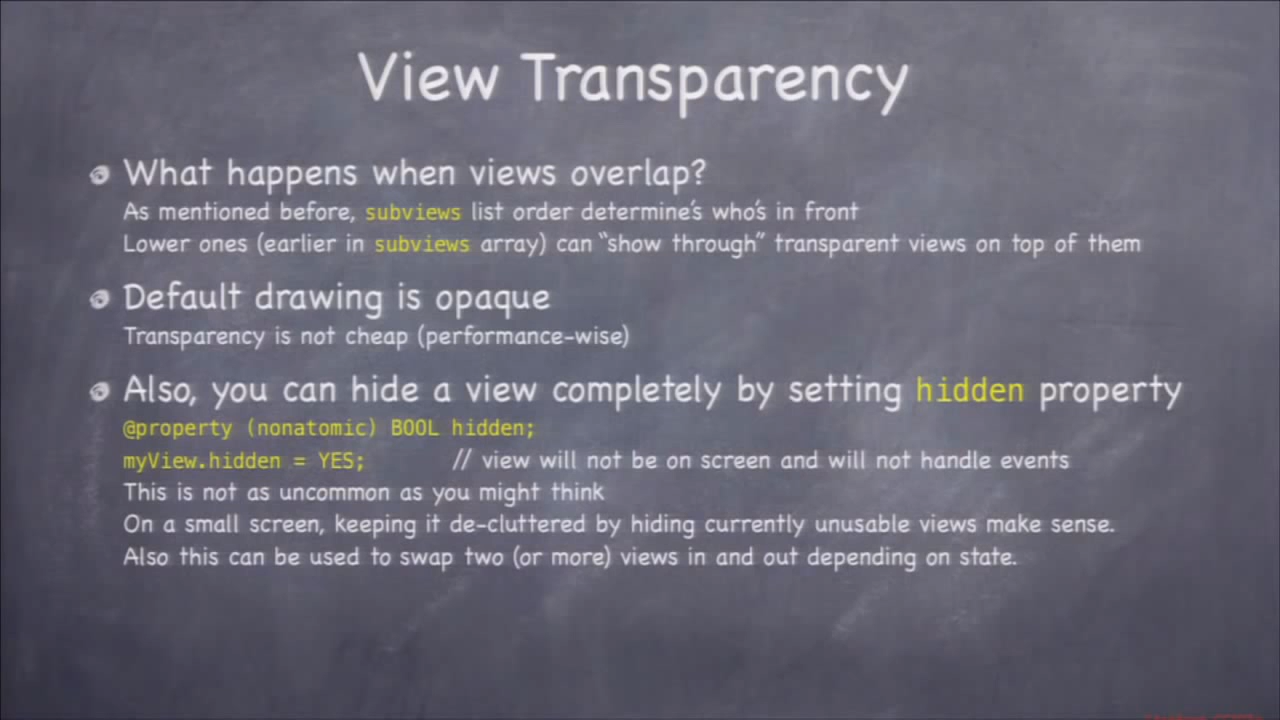 View Transparency
What happens when views overlap?
As mentioned before, subviews list order determine's who's in front
Lower ones (earlier in subviews array) can “show through” transparent views on top of them
Default drawing is opaque
Transparency is not cheap (performance-wise)
Also, you can hide a view completely by setting hidden property
@property (nonatomic) BOOL hidden;
myView.hidden = YES; // view will not be on screen and will not handle events
This is not as uncommon as you might think
On a small screen, keeping it de-cluttered by hiding currently unusable views make sense.
Also this can be used to swap two (or more) views in and out depending on state.